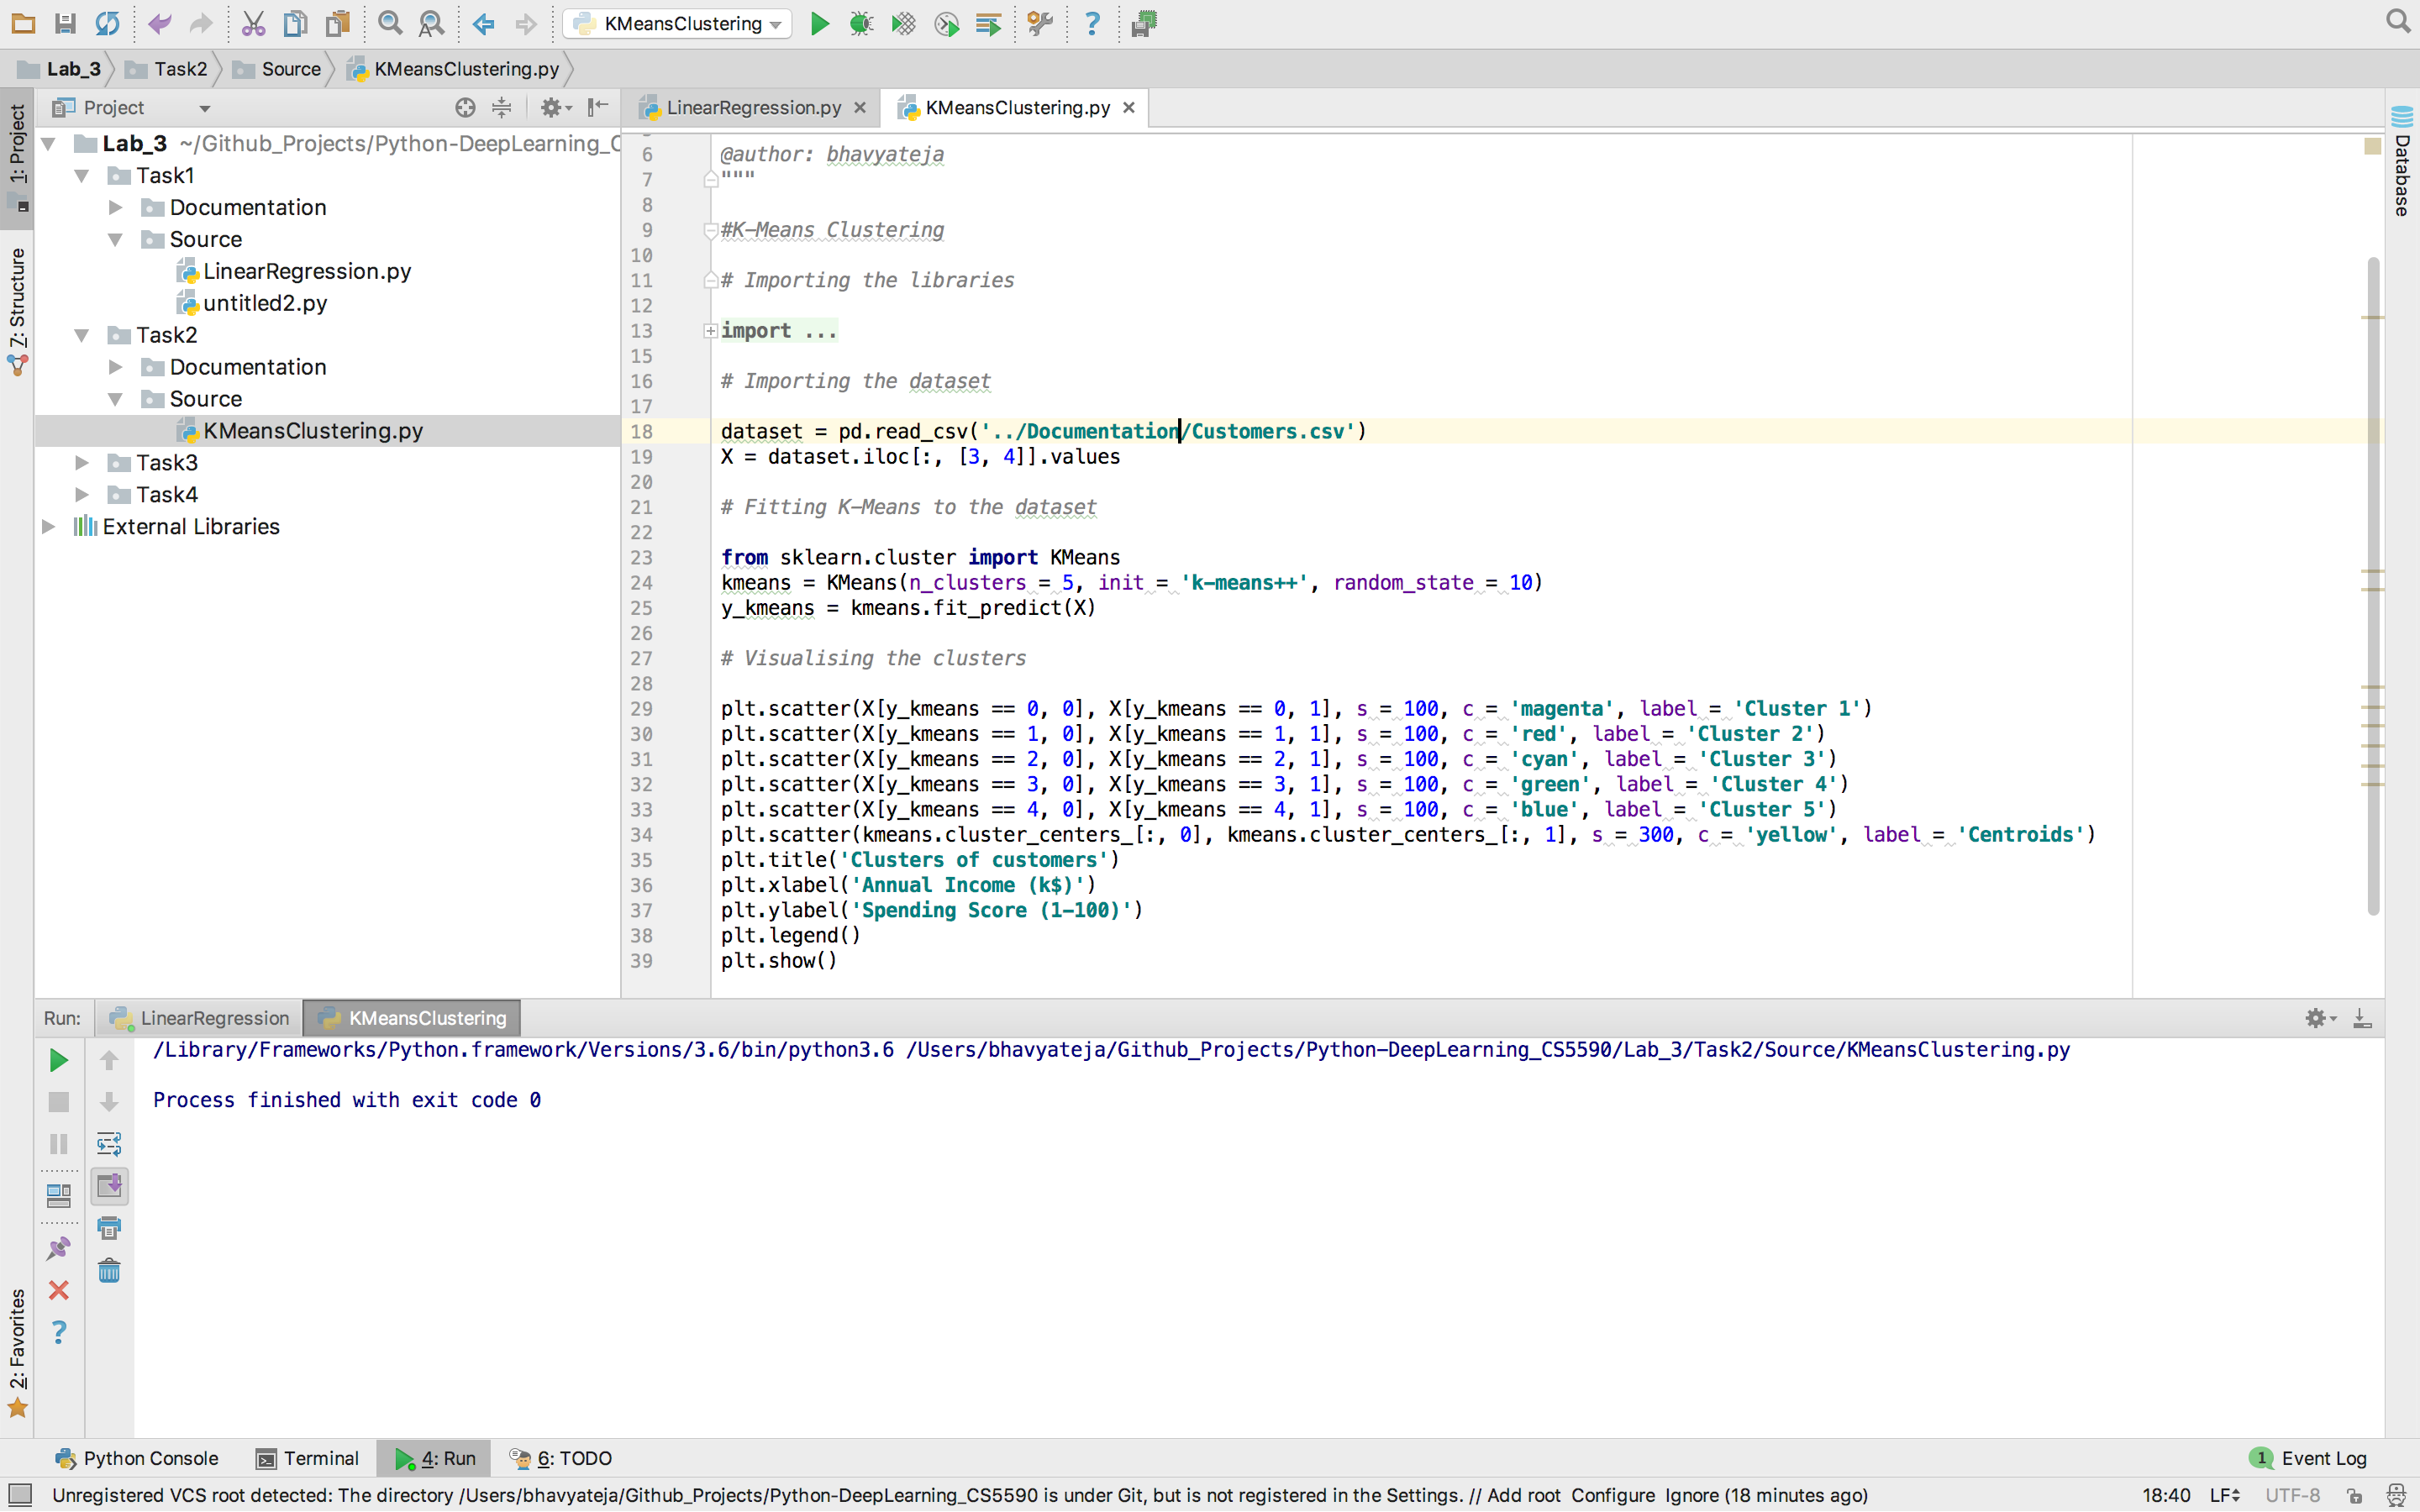 KMeansClustering
Lab_3 Task2 Source KMeansClustering.py
1: Project
7: Structure
2: Favorites
Project
Lab_3 ~/Github_Projects/Python-DeepLearning_C
Task1
Documentation
Source
LinearRegression.py
untitled2.py
Task2
Documentation
Source
KMeansClustering.py
Task3
Task4
External Libraries
LinearRegression.py KMeansClustering.py
6 @author: bhavyateja
7 """
8
9 #K-Means Clustering
10
11 # Importing the libraries
12
13 import ...
15
16 # Importing the dataset
17
18 dataset = pd.read_csv('../Documentation/Customers.csv')
19 X = dataset.iloc[:, [3, 4]].values
20
21 # Fitting K-Means to the dataset
22
23 from sklearn.cluster import KMeans
24 kmeans = KMeans(n_clusters = 5, init = 'k-means++', random_state = 10)
25 y_kmeans = kmeans.fit_predict(X)
26
27 # Visualising the clusters
28
29 plt.scatter(X[y_kmeans == 0, 0], X[y_kmeans == 0, 1], s = 100, c = 'magenta', label = 'Cluster 1')
30 plt.scatter(X[y_kmeans == 1, 0], X[y_kmeans == 1, 1], s = 100, c = 'red', label = 'Cluster 2')
31 plt.scatter(X[y_kmeans == 2, 0], X[y_kmeans == 2, 1], s = 100, c = 'cyan', label = 'Cluster 3')
32 plt.scatter(X[y_kmeans == 3, 0], X[y_kmeans == 3, 1], s = 100, c = 'green', label = 'Cluster 4')
33 plt.scatter(X[y_kmeans == 4, 0], X[y_kmeans == 4, 1], s = 100, c = 'blue', label = 'Cluster 5')
34 plt.scatter(kmeans.cluster_centers_[:, 0], kmeans.cluster_centers_[:, 1], s = 300, c = 'yellow', label = 'Centroids')
35 plt.title('Clusters of customers')
36 plt.xlabel('Annual Income (k$)')
37 plt.ylabel('Spending Score (1-100)')
38 plt.legend()
39 plt.show()
Database
Run: LinearRegression KMeansClustering
/Library/Frameworks/Python.framework/Versions/3.6/bin/python3.6 /Users/bhavyateja/Github_Projects/Python-DeepLearning_CS5590/Lab_3/Task2/Source/KMeansClustering.py
Process finished with exit code 0
Python Console Terminal 4: Run 6: TODO 1 Event Log
Unregistered VCS root detected: The directory /Users/bhavyateja/Github_Projects/Python-DeepLearning_CS5590 is under Git, but is not registered in the Settings. // Add root Configure Ignore (18 minutes ago) 18:40 LF UTF-8